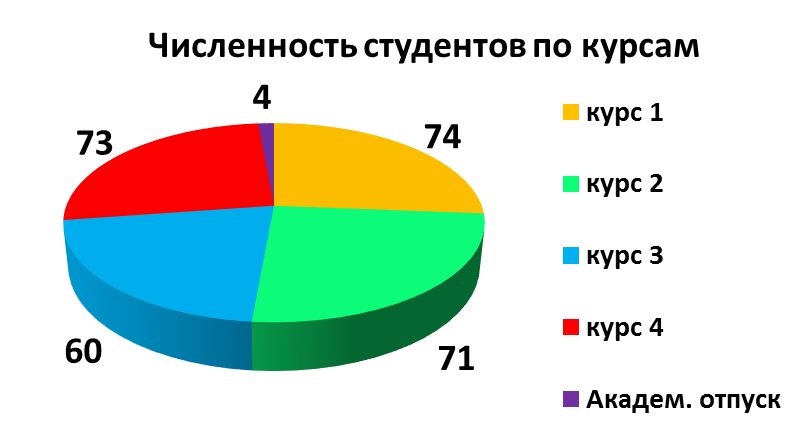 Численность студентов по курсам
4
73
74
60
71
курс 1
курс 2
курс 3
курс 4
Академ. отпуск